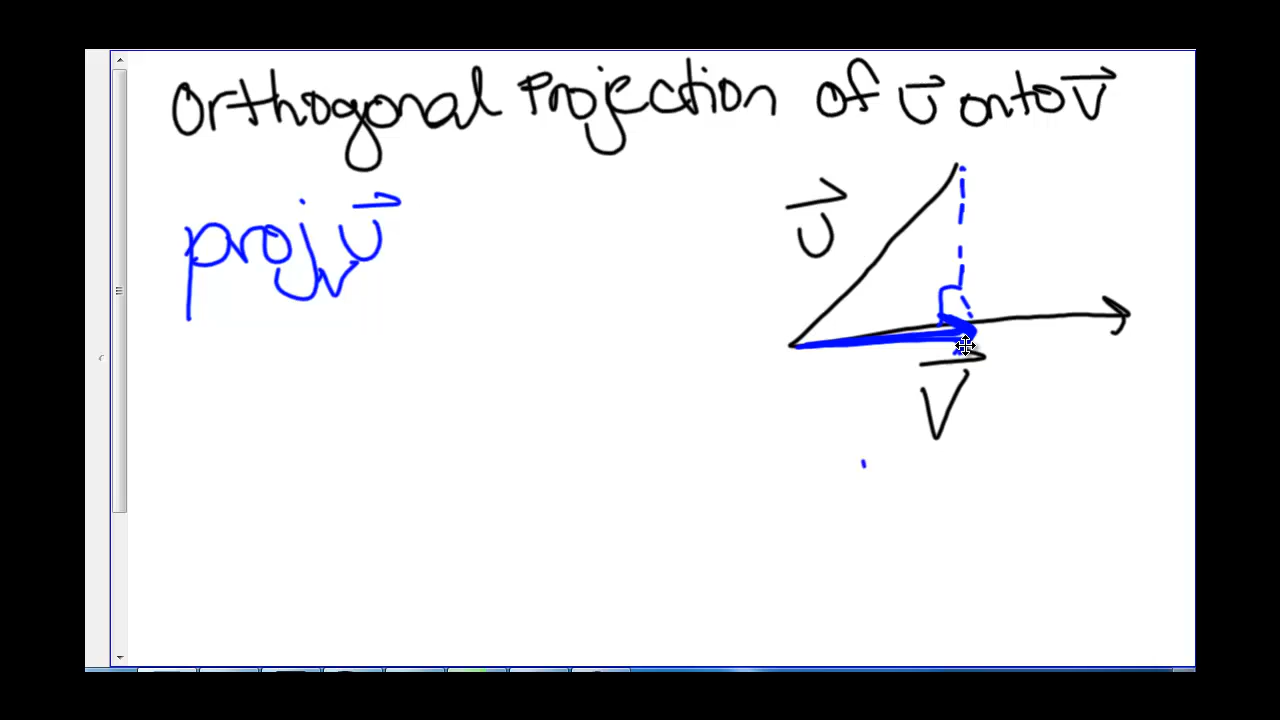 Orthogonal Projection of u⃗ onto v⃗
proj_v u⃗
u⃗
v⃗